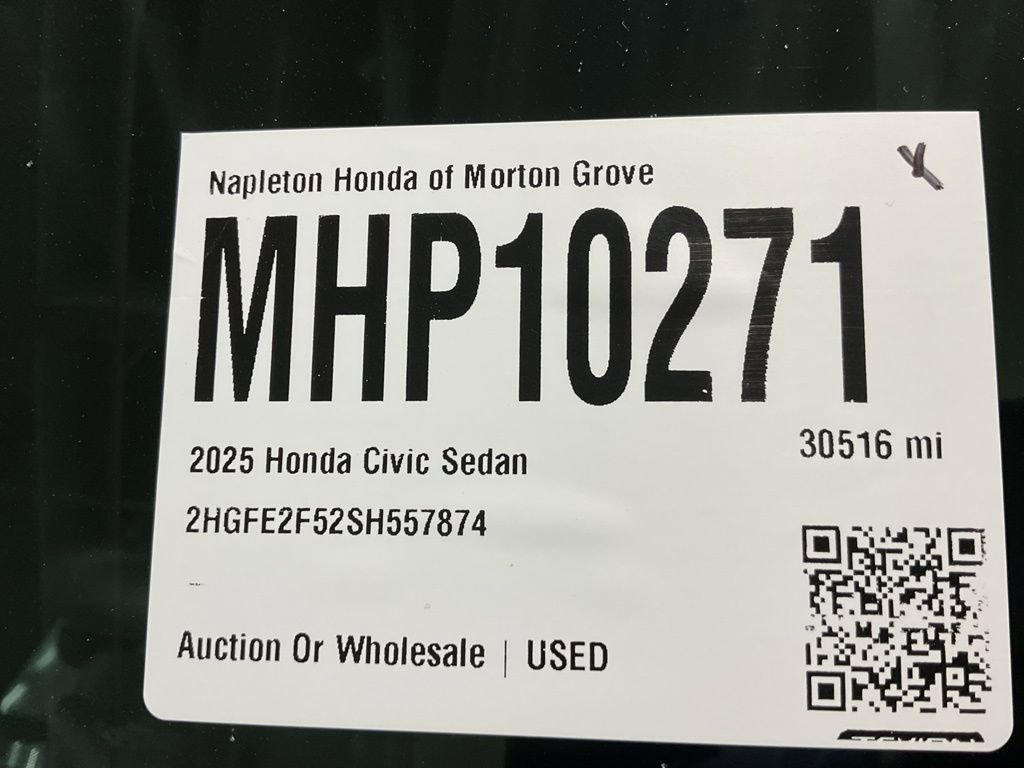 Napleton Honda of Morton Grove
MHP10271
2025 Honda Civic Sedan
30516 mi
2HGFE2F52SH557874
Auction Or Wholesale | USED